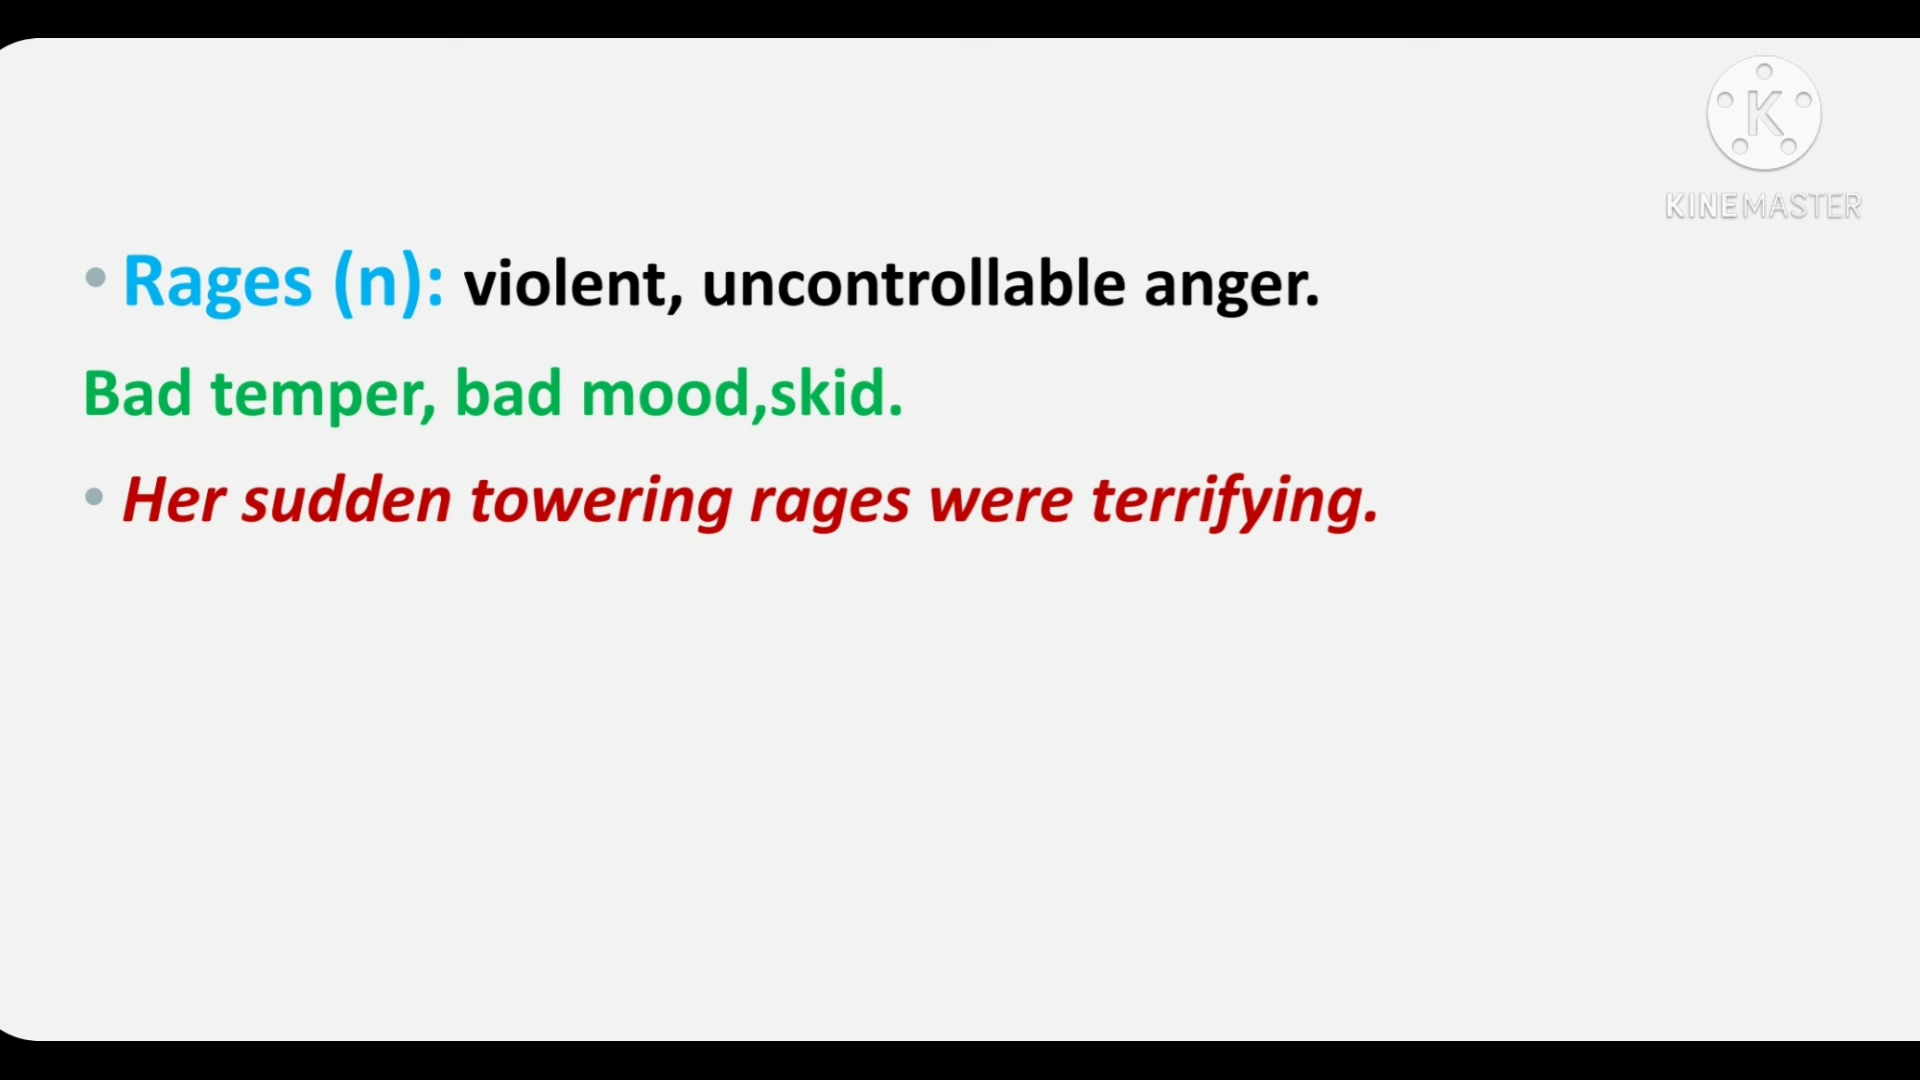 K
KINEMASTER
• Rages (n): violent, uncontrollable anger.
Bad temper, bad mood,skid.
• Her sudden towering rages were terrifying.